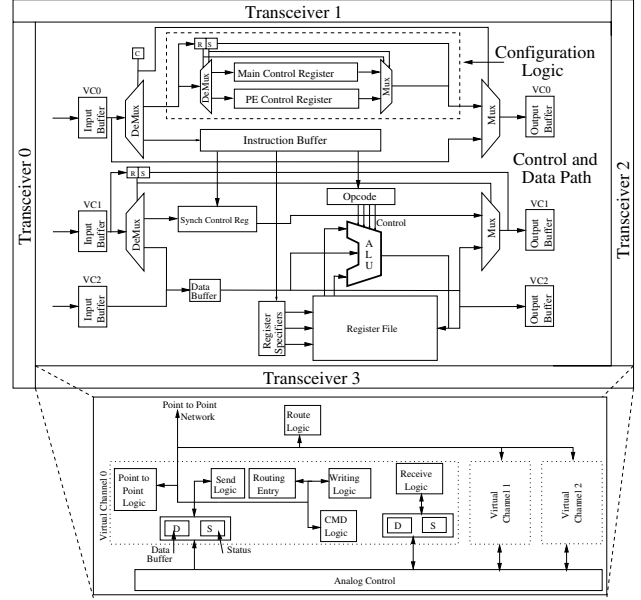 Transceiver 1
Transceiver 0
Transceiver 2
Transceiver 3
C
R S
Main Control Register
PE Control Register
DeMux
Mux
Configuration
Logic
VC0
Input
Buffer
DeMux
Mux
VC0
Output
Buffer
Instruction Buffer
Control and
Data Path
R S
VC1
Input
Buffer
DeMux
Synch Control Reg
Opcode
Control
ALU
Mux
VC1
Output
Buffer
VC2
Input
Buffer
Data
Buffer
Register
Specifiers
Register File
VC2
Output
Buffer
Point to Point
Network
Route
Logic
Virtual Channel 0
Point to
Point Logic
Send
Logic
Routing
Entry
Writing
Logic
Receive
Logic
CMD
Logic
D
S
D
S
Data
Buffer
Status
Virtual
Channel 1
Virtual
Channel 2
Analog Control